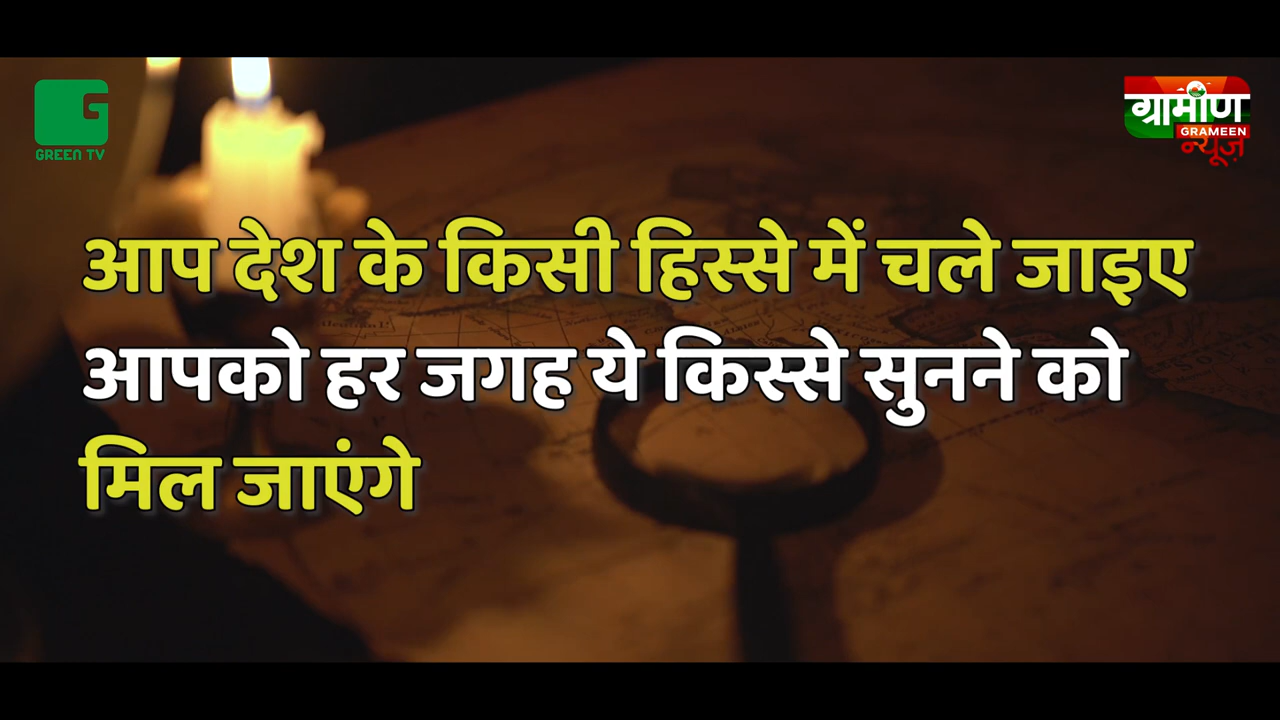 GREEN TV
ग्रामीण
GRAMEEN
न्यूज़
आप देश के किसी हिस्से में चले जाइए
आपको हर जगह ये किस्से सुनने को
मिल जाएंगे